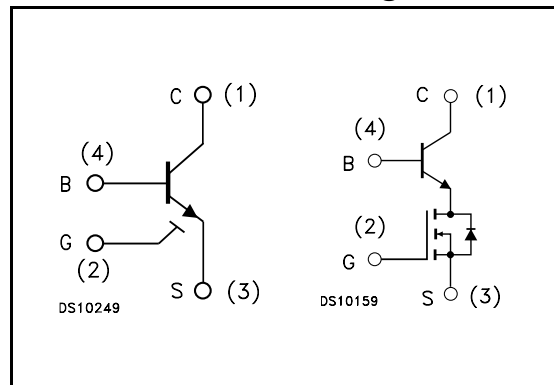 C (1)
(4)
B
G
(2)
S (3)
DS10249
C (1)
(4)
B
(2)
G
S (3)
DS10159